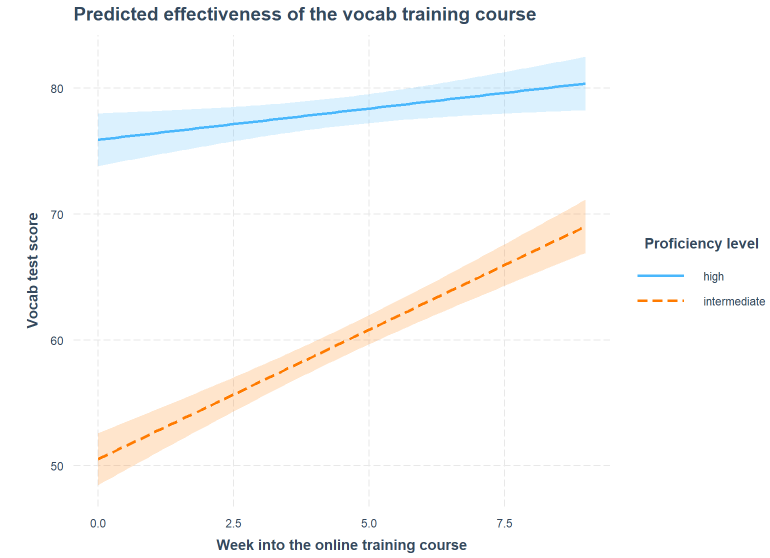 Predicted effectiveness of the vocab training course
Vocab test score
80
70
60
50
0.0
2.5
5.0
7.5
Week into the online training course
Proficiency level
high
intermediate